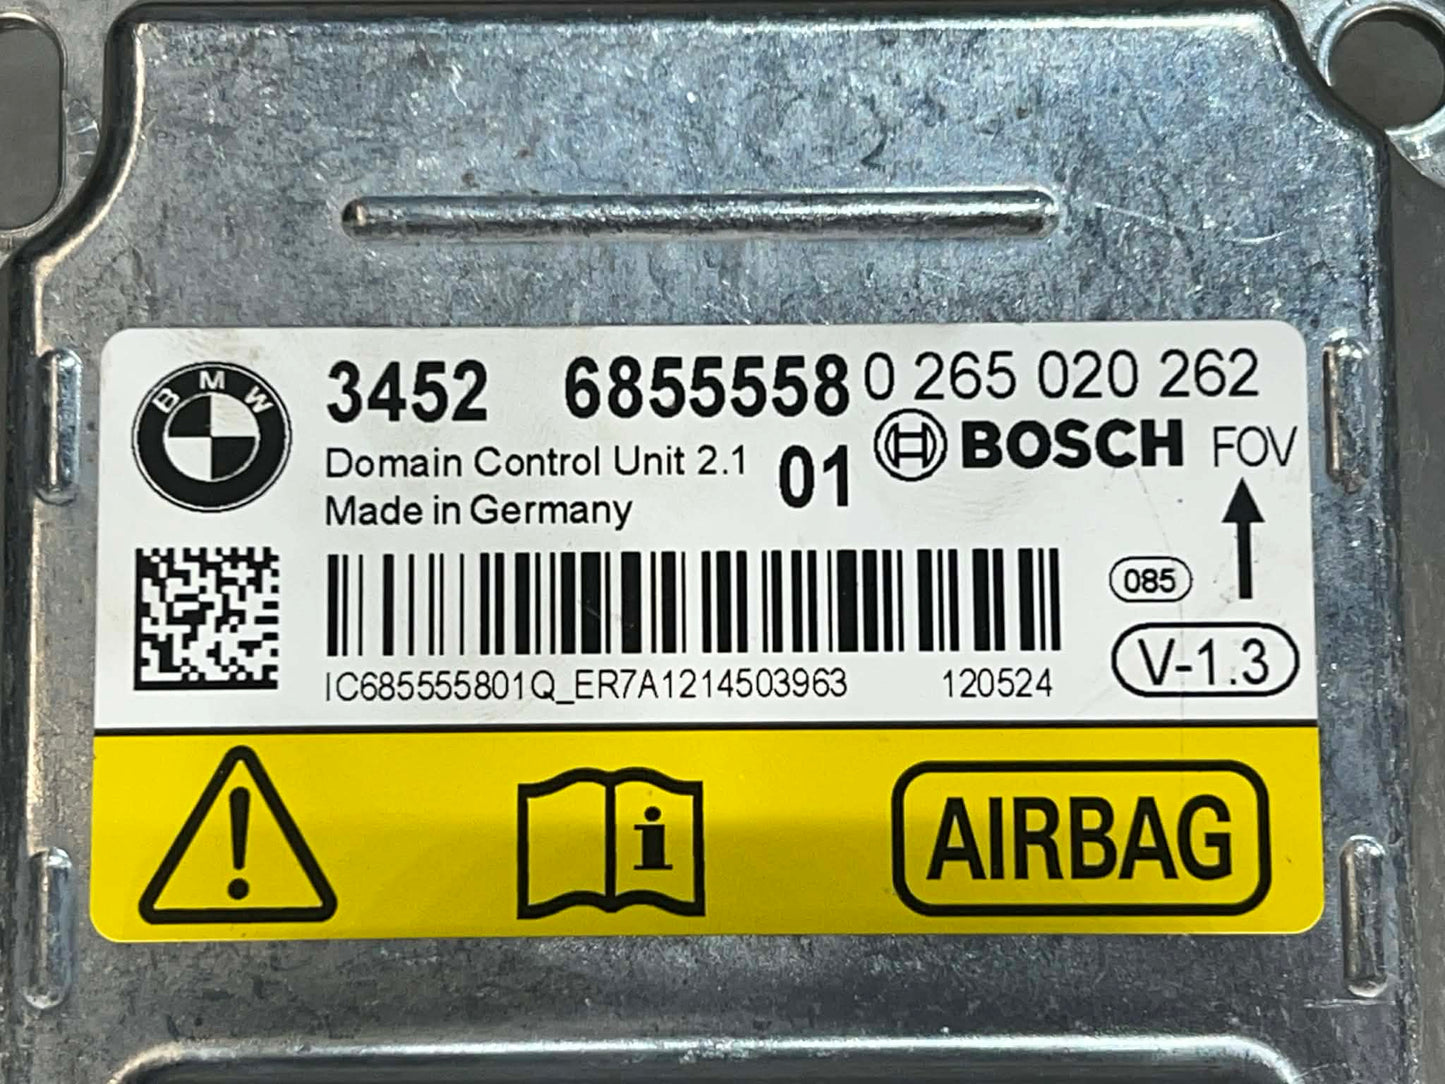 BMW
3452 6855558 0 265 020 262
Domain Control Unit 2.1 01 BOSCH FOV
Made in Germany
085
V-1.3
IC685555801Q_ER7A1214503963 120524
i
AIRBAG